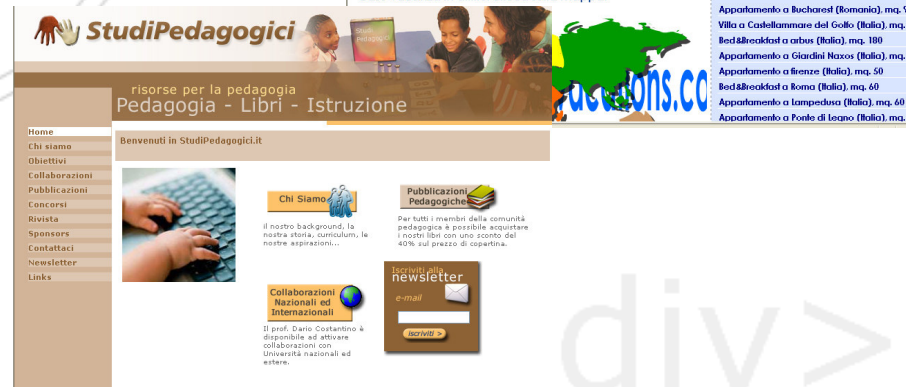 StudiPedagogici
risorse per la pedagogia
Pedagogia - Libri - Istruzione
Home
Chi siamo
Obiettivi
Collaborazioni
Pubblicazioni
Concorsi
Rivista
Sponsors
Contattaci
Newsletter
Links
Benvenuti in StudiPedagogici.it
Chi Siamo
il nostro background, la
nostra storia, curriculum, le
nostre aspirazioni...
Pubblicazioni
Pedagogiche
Per tutti i membri della comunità
pedagogica è possibile acquistare
i nostri libri con uno sconto del
40% sul prezzo di copertina.
Collaborazioni
Nazionali ed
Internazionali
Il prof. Dario Costantino è
disponibile ad attivare
collaborazioni con
Università nazionali ed
estere.
Iscriviti alla
newsletter
e-mail
iscriviti >
Appartamento a Bucharest (Romania), mq.
Villa a Castellammare del Golfo (Italia), mq.
Bed&Breakfast a arbus (Italia), mq. 180
Appartamento a Giardini Naxos (Italia), mq.
Appartamento a firenze (Italia), mq. 50
Bed&Breakfast a Roma (Italia), mq. 60
Appartamento a Lampedusa (Italia), mq. 60
Appartamento a Ponte di Legno (Italia), mq.
div>